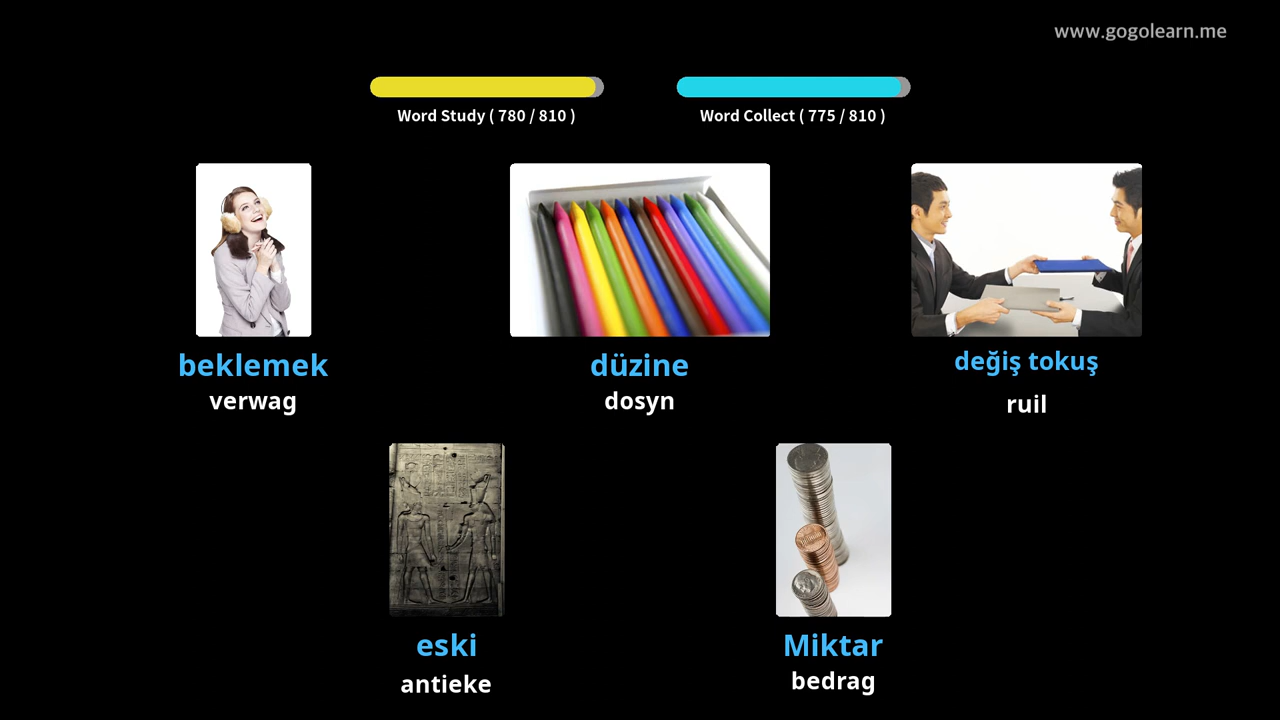 www.gogolearn.me
Word Study ( 780 / 810 )
Word Collect ( 775 / 810 )
beklemek
verwag
düzine
dosyn
değiş tokuş
ruil
eski
antieke
Miktar
bedrag